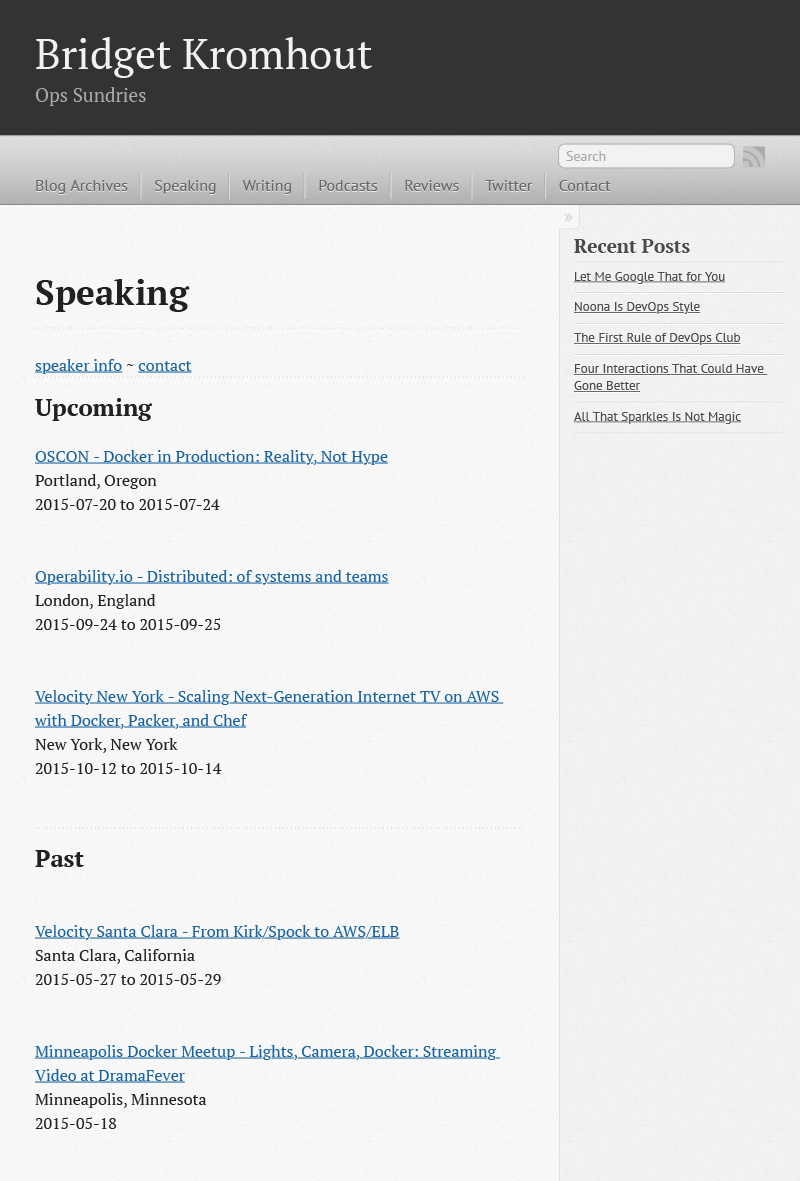 Bridget Kromhout
Ops Sundries
Search
Blog Archives Speaking Writing Podcasts Reviews Twitter Contact
»
Speaking
speaker info ~ contact
Upcoming
OSCON - Docker in Production: Reality, Not Hype
Portland, Oregon
2015-07-20 to 2015-07-24
Operability.io - Distributed: of systems and teams
London, England
2015-09-24 to 2015-09-25
Velocity New York - Scaling Next-Generation Internet TV on AWS
with Docker, Packer, and Chef
New York, New York
2015-10-12 to 2015-10-14
Past
Velocity Santa Clara - From Kirk/Spock to AWS/ELB
Santa Clara, California
2015-05-27 to 2015-05-29
Minneapolis Docker Meetup - Lights, Camera, Docker: Streaming
Video at DramaFever
Minneapolis, Minnesota
2015-05-18
Recent Posts
Let Me Google That for You
Noona Is DevOps Style
The First Rule of DevOps Club
Four Interactions That Could Have
Gone Better
All That Sparkles Is Not Magic